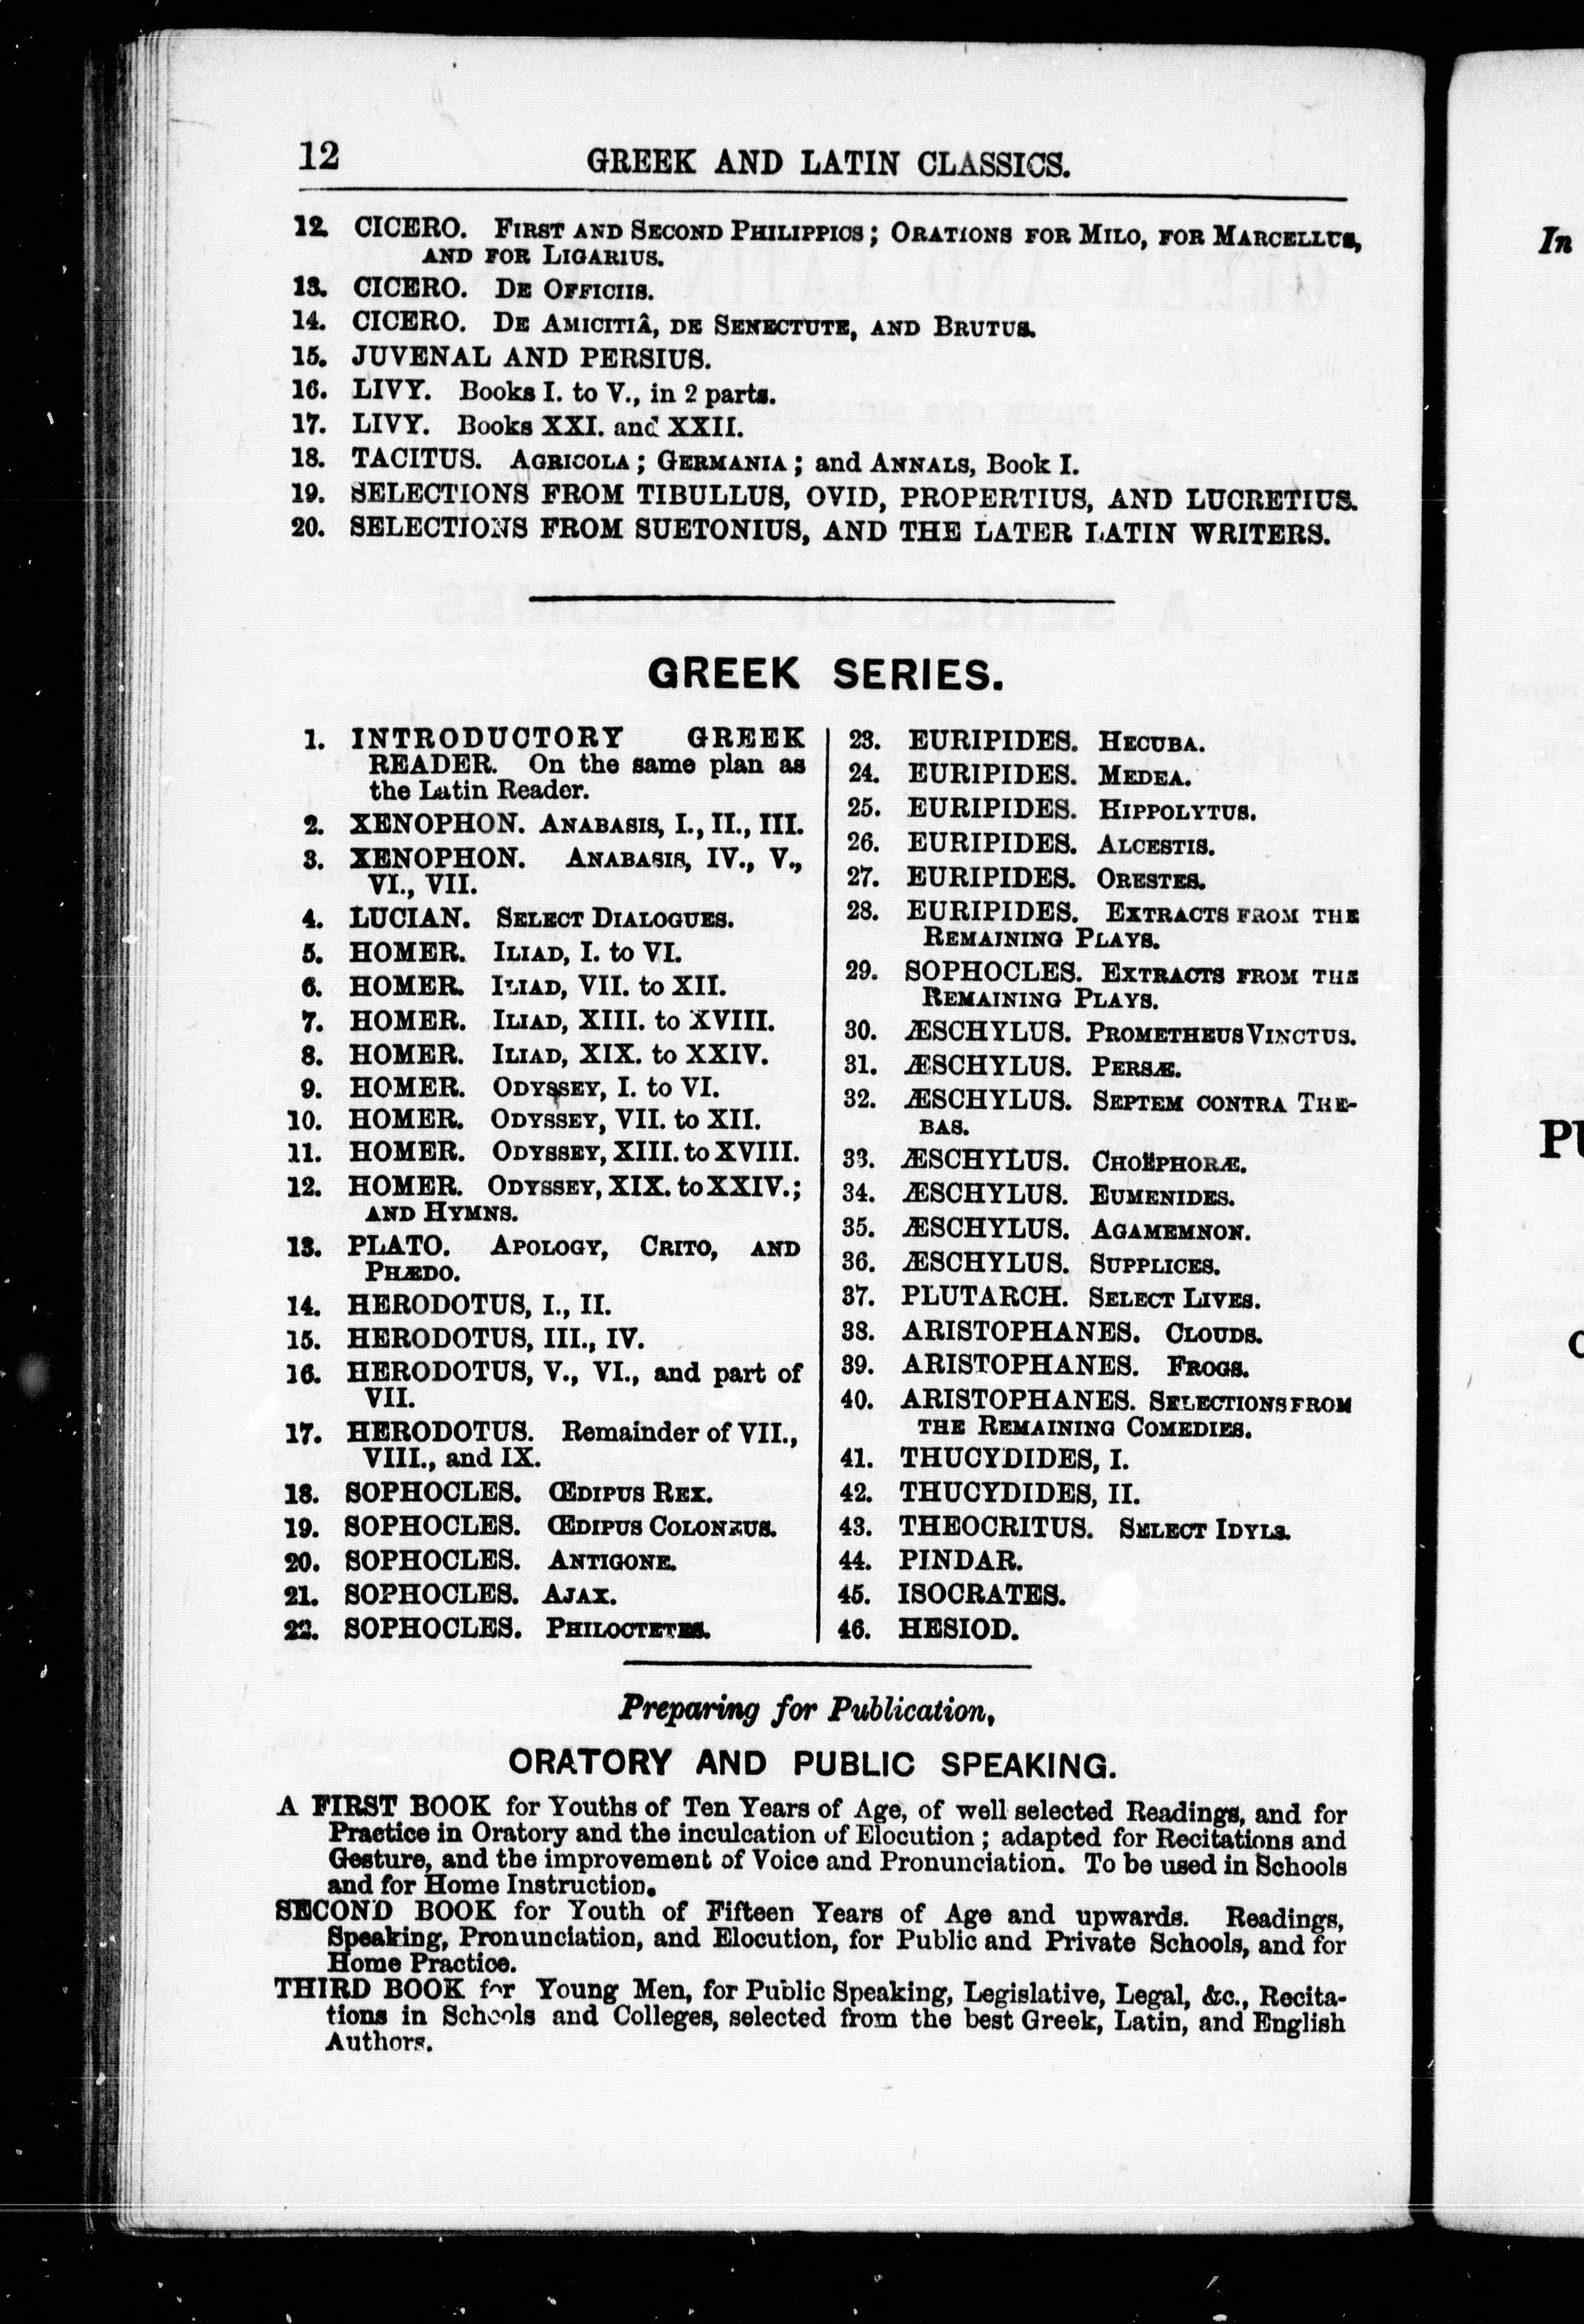 12 GREEK AND LATIN CLASSICS.
12. CICERO. FIRST AND SECOND PHILIPPICS; ORATIONS FOR MILO, FOR MARCELLUS,
AND FOR LIGARIUS.
13. CICERO. DE OFFICIIS.
14. CICERO. DE AMICITIÂ, DE SENECTUTE, AND BRUTUS.
15. JUVENAL AND PERSIUS.
16. LIVY. Books I. to V., in 2 parts.
17. LIVY. Books XXI. and XXII.
18. TACITUS. AGRICOLA; GERMANIA; and ANNALS, Book I.
19. SELECTIONS FROM TIBULLUS, OVID, PROPERTIUS, AND LUCRETIUS.
20. SELECTIONS FROM SUETONIUS, AND THE LATER LATIN WRITERS.
GREEK SERIES.
1. INTRODUCTORY GREEK
READER. On the same plan as
the Latin Reader.
2. XENOPHON. ANABASIS, I., II., III.
3. XENOPHON. ANABASIS, IV., V.,
VI., VII.
4. LUCIAN. SELECT DIALOGUES.
5. HOMER. ILIAD, I. to VI.
6. HOMER. ILIAD, VII. to XII.
7. HOMER. ILIAD, XIII. to XVIII.
8. HOMER. ILIAD, XIX. to XXIV.
9. HOMER. ODYSSEY, I. to VI.
10. HOMER. ODYSSEY, VII. to XII.
11. HOMER. ODYSSEY, XIII. to XVIII.
12. HOMER. ODYSSEY, XIX. to XXIV.;
AND HYMNS.
13. PLATO. APOLOGY, CRITO, AND
PHÆDO.
14. HERODOTUS, I., II.
15. HERODOTUS, III., IV.
16. HERODOTUS, V., VI., and part of
VII.
17. HERODOTUS. Remainder of VII.,
VIII., and IX.
18. SOPHOCLES. ŒDIPUS REX.
19. SOPHOCLES. ŒDIPUS COLONÆUS.
20. SOPHOCLES. ANTIGONE.
21. SOPHOCLES. AJAX.
22. SOPHOCLES. PHILOCTETES.
23. EURIPIDES. HECUBA.
24. EURIPIDES. MEDEA.
25. EURIPIDES. HIPPOLYTUS.
26. EURIPIDES. ALCESTIS.
27. EURIPIDES. ORESTES.
28. EURIPIDES. EXTRACTS FROM THE
REMAINING PLAYS.
29. SOPHOCLES. EXTRACTS FROM THE
REMAINING PLAYS.
30. ÆSCHYLUS. PROMETHEUS VINCTUS.
31. ÆSCHYLUS. PERSÆ.
32. ÆSCHYLUS. SEPTEM CONTRA THE-
BAS.
33. ÆSCHYLUS. CHOËPHORÆ.
34. ÆSCHYLUS. EUMENIDES.
35. ÆSCHYLUS. AGAMEMNON.
36. ÆSCHYLUS. SUPPLICES.
37. PLUTARCH. SELECT LIVES.
38. ARISTOPHANES. CLOUDS.
39. ARISTOPHANES. FROGS.
40. ARISTOPHANES. SELECTIONS FROM
THE REMAINING COMEDIES.
41. THUCYDIDES, I.
42. THUCYDIDES, II.
43. THEOCRITUS. SELECT IDYLS.
44. PINDAR.
45. ISOCRATES.
46. HESIOD.
Preparing for Publication,
ORATORY AND PUBLIC SPEAKING.
A FIRST BOOK for Youths of Ten Years of Age, of well selected Readings, and for
Practice in Oratory and the inculcation of Elocution; adapted for Recitations and
Gesture, and the improvement of Voice and Pronunciation. To be used in Schools
and for Home Instruction.
SECOND BOOK for Youth of Fifteen Years of Age and upwards. Readings,
Speaking, Pronunciation, and Elocution, for Public and Private Schools, and for
Home Practice.
THIRD BOOK for Young Men, for Public Speaking, Legislative, Legal, &c., Recita-
tions in Schools and Colleges, selected from the best Greek, Latin, and English
Authors.
In